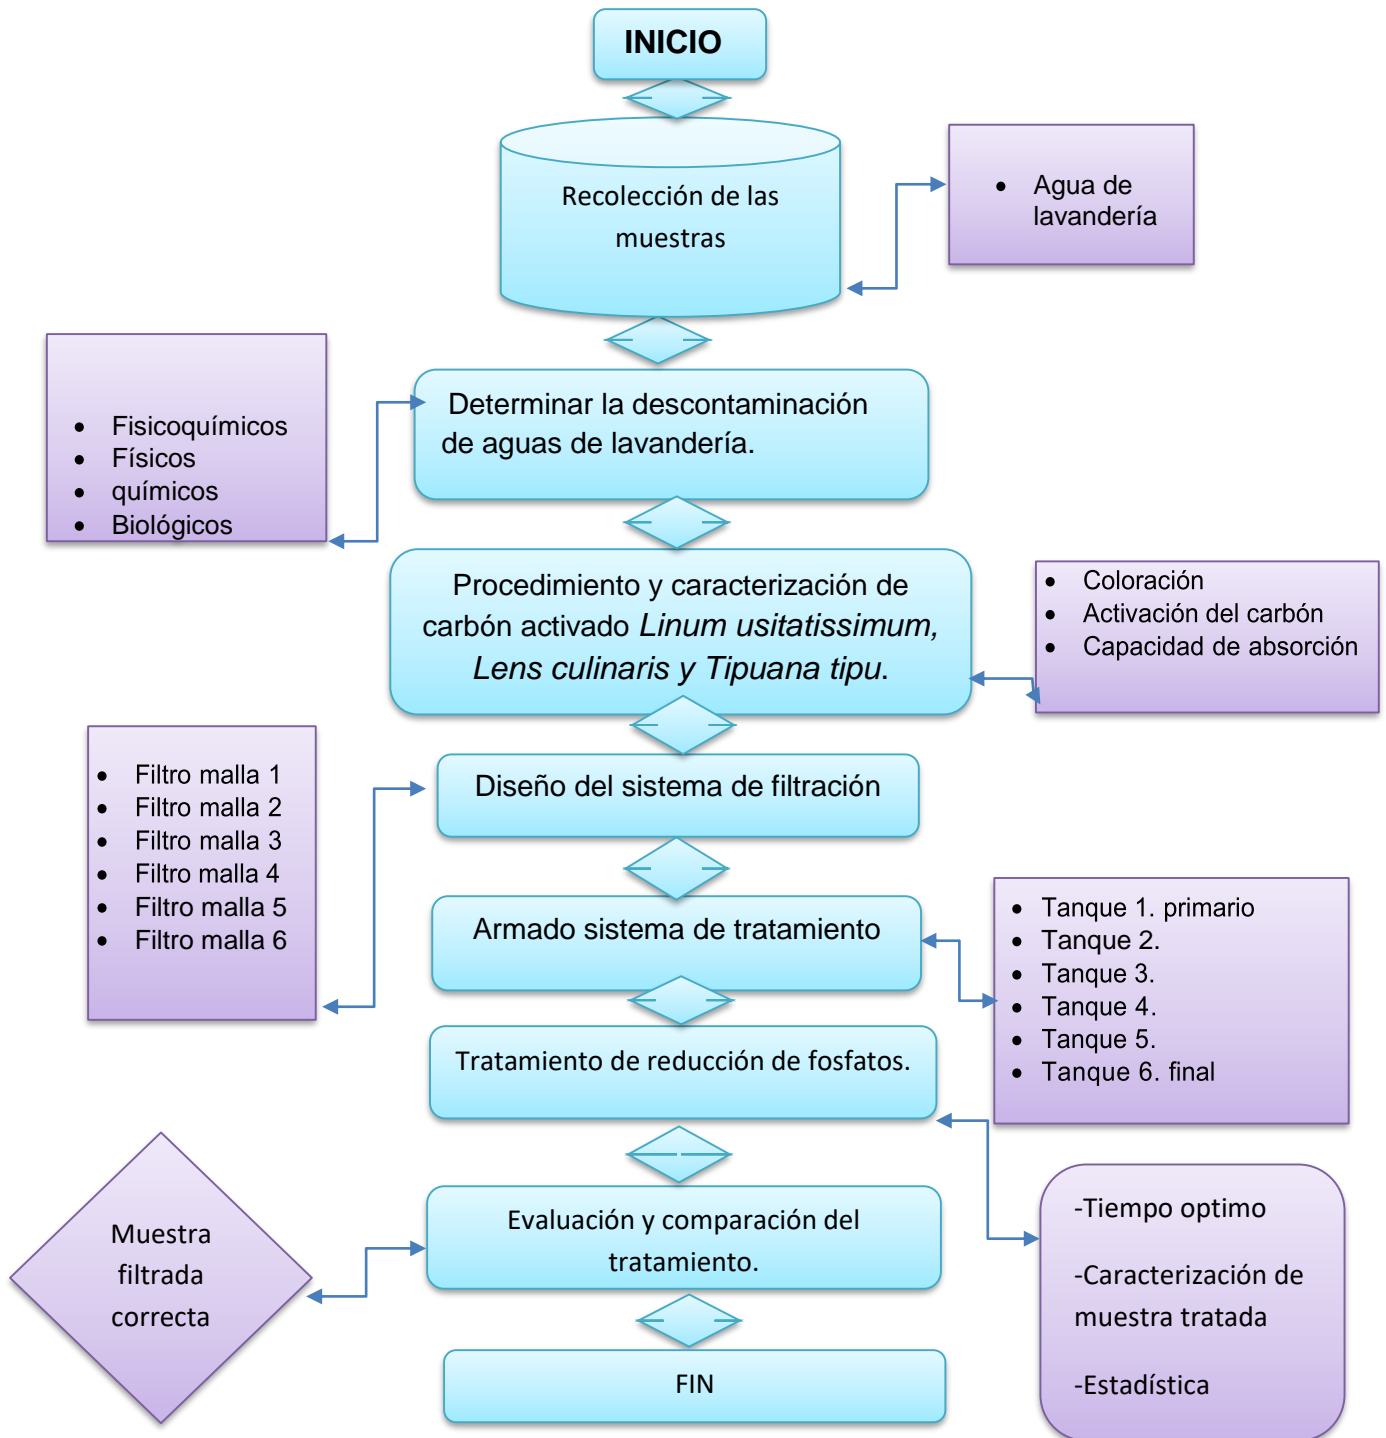 INICIO
Recolección de las
muestras
• Agua de
lavandería
Determinar la descontaminación
de aguas de lavandería.
• Fisicoquímicos
• Físicos
• químicos
• Biológicos
Procedimiento y caracterización de
carbón activado Linum usitatissimum,
Lens culinaris y Tipuana tipu.
• Coloración
• Activación del carbón
• Capacidad de absorción
Diseño del sistema de filtración
• Filtro malla 1
• Filtro malla 2
• Filtro malla 3
• Filtro malla 4
• Filtro malla 5
• Filtro malla 6
Armado sistema de tratamiento
• Tanque 1. primario
• Tanque 2.
• Tanque 3.
• Tanque 4.
• Tanque 5.
• Tanque 6. final
Tratamiento de reducción de fosfatos.
-Tiempo optimo
-Caracterización de
muestra tratada
-Estadística
Evaluación y comparación del
tratamiento.
Muestra
filtrada
correcta
FIN